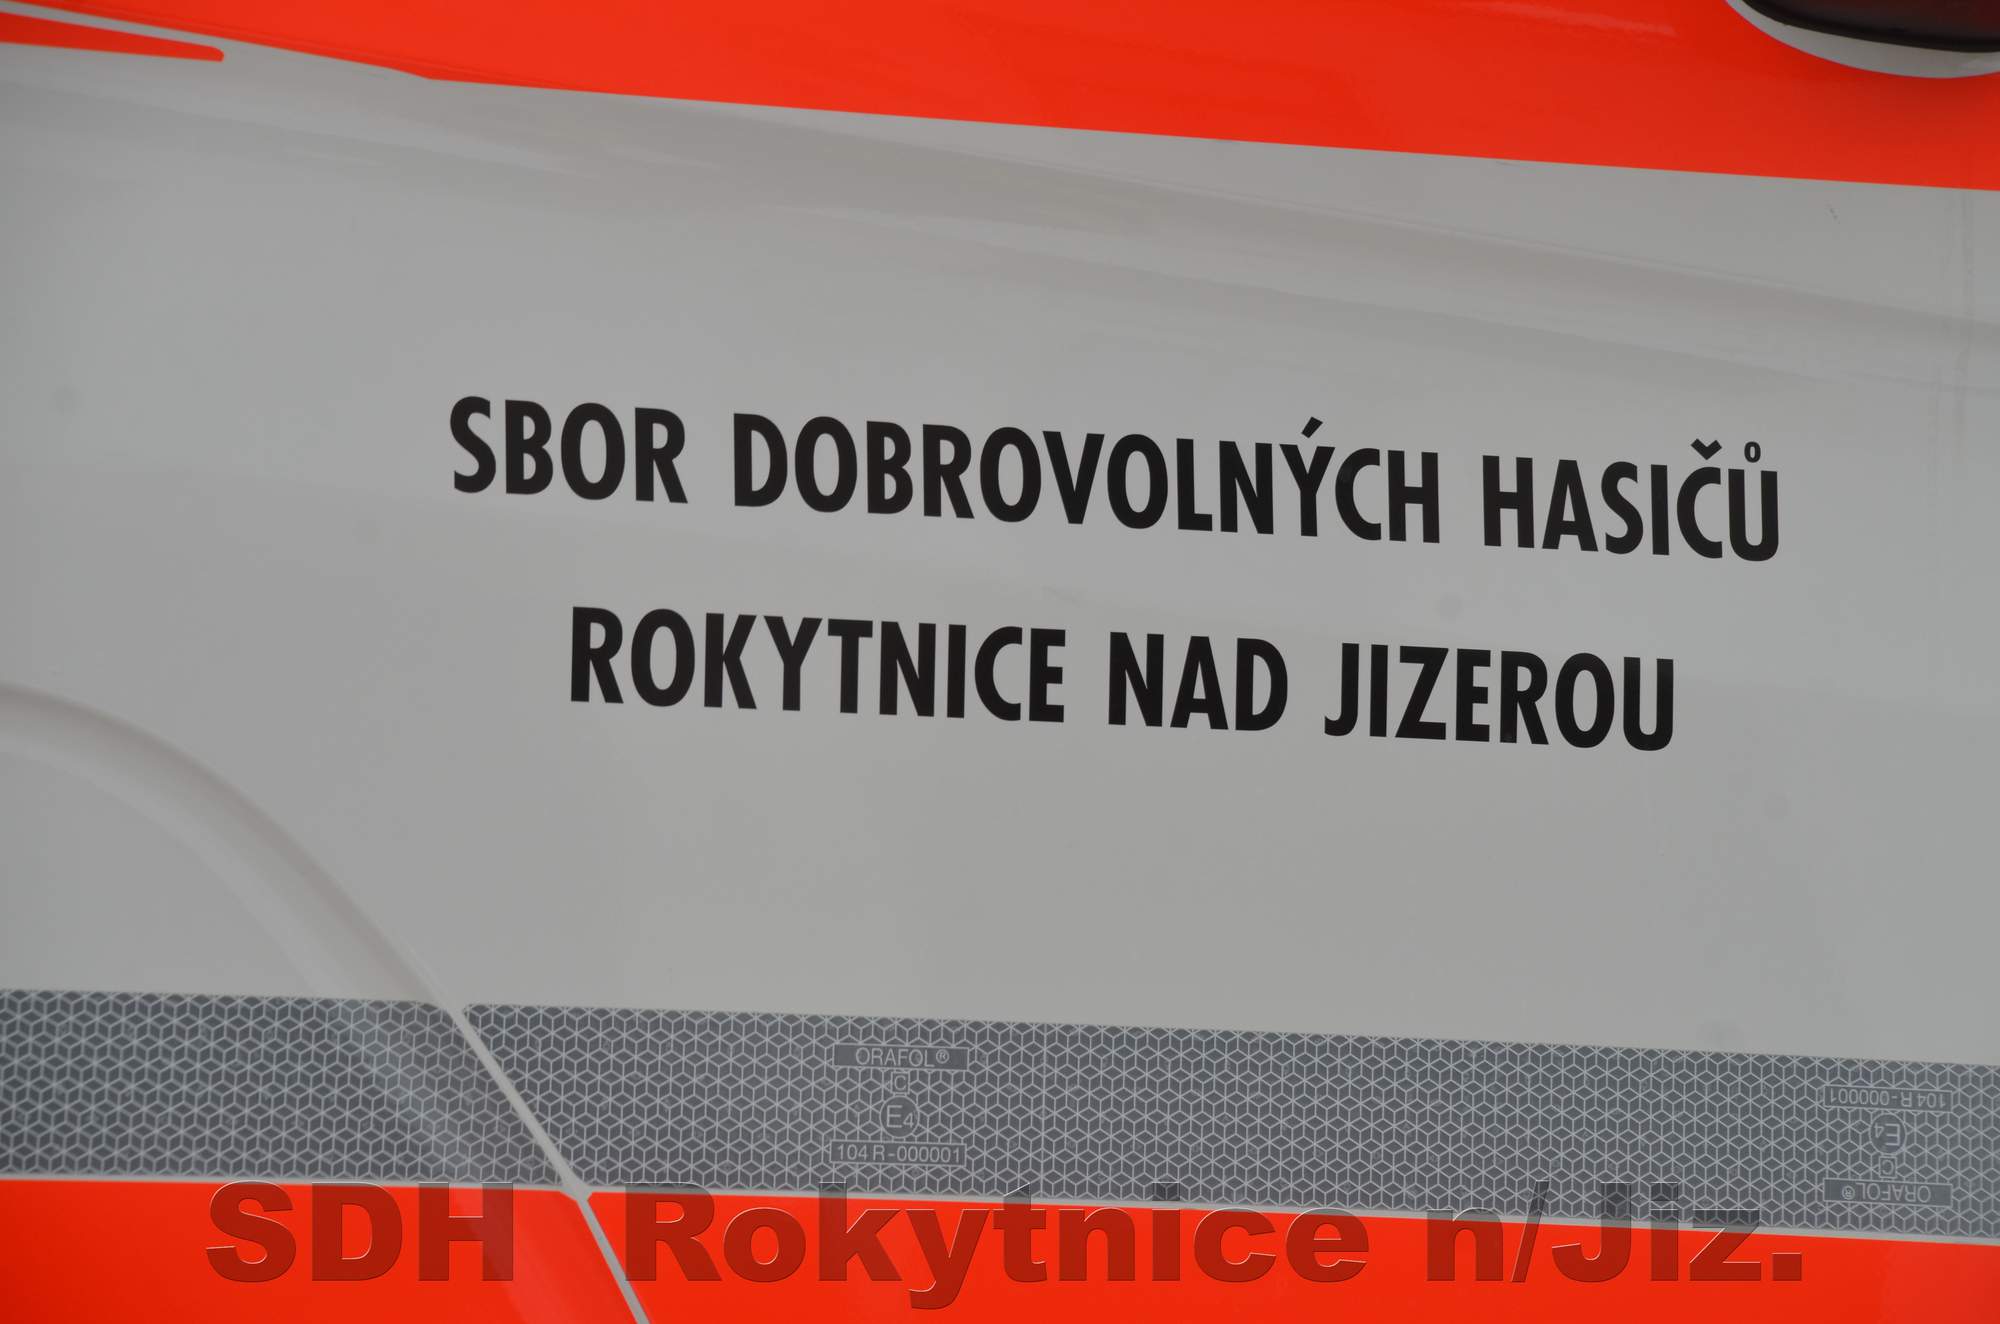 SBOR DOBROVOLNÝCH HASIČŮ
ROKYTNICE NAD JIZEROU
ORAFOL®
C
E4
104 R-000001
104 R-000001
E4
C
ORAFOL®
SDH Rokytnice n/Jiz.